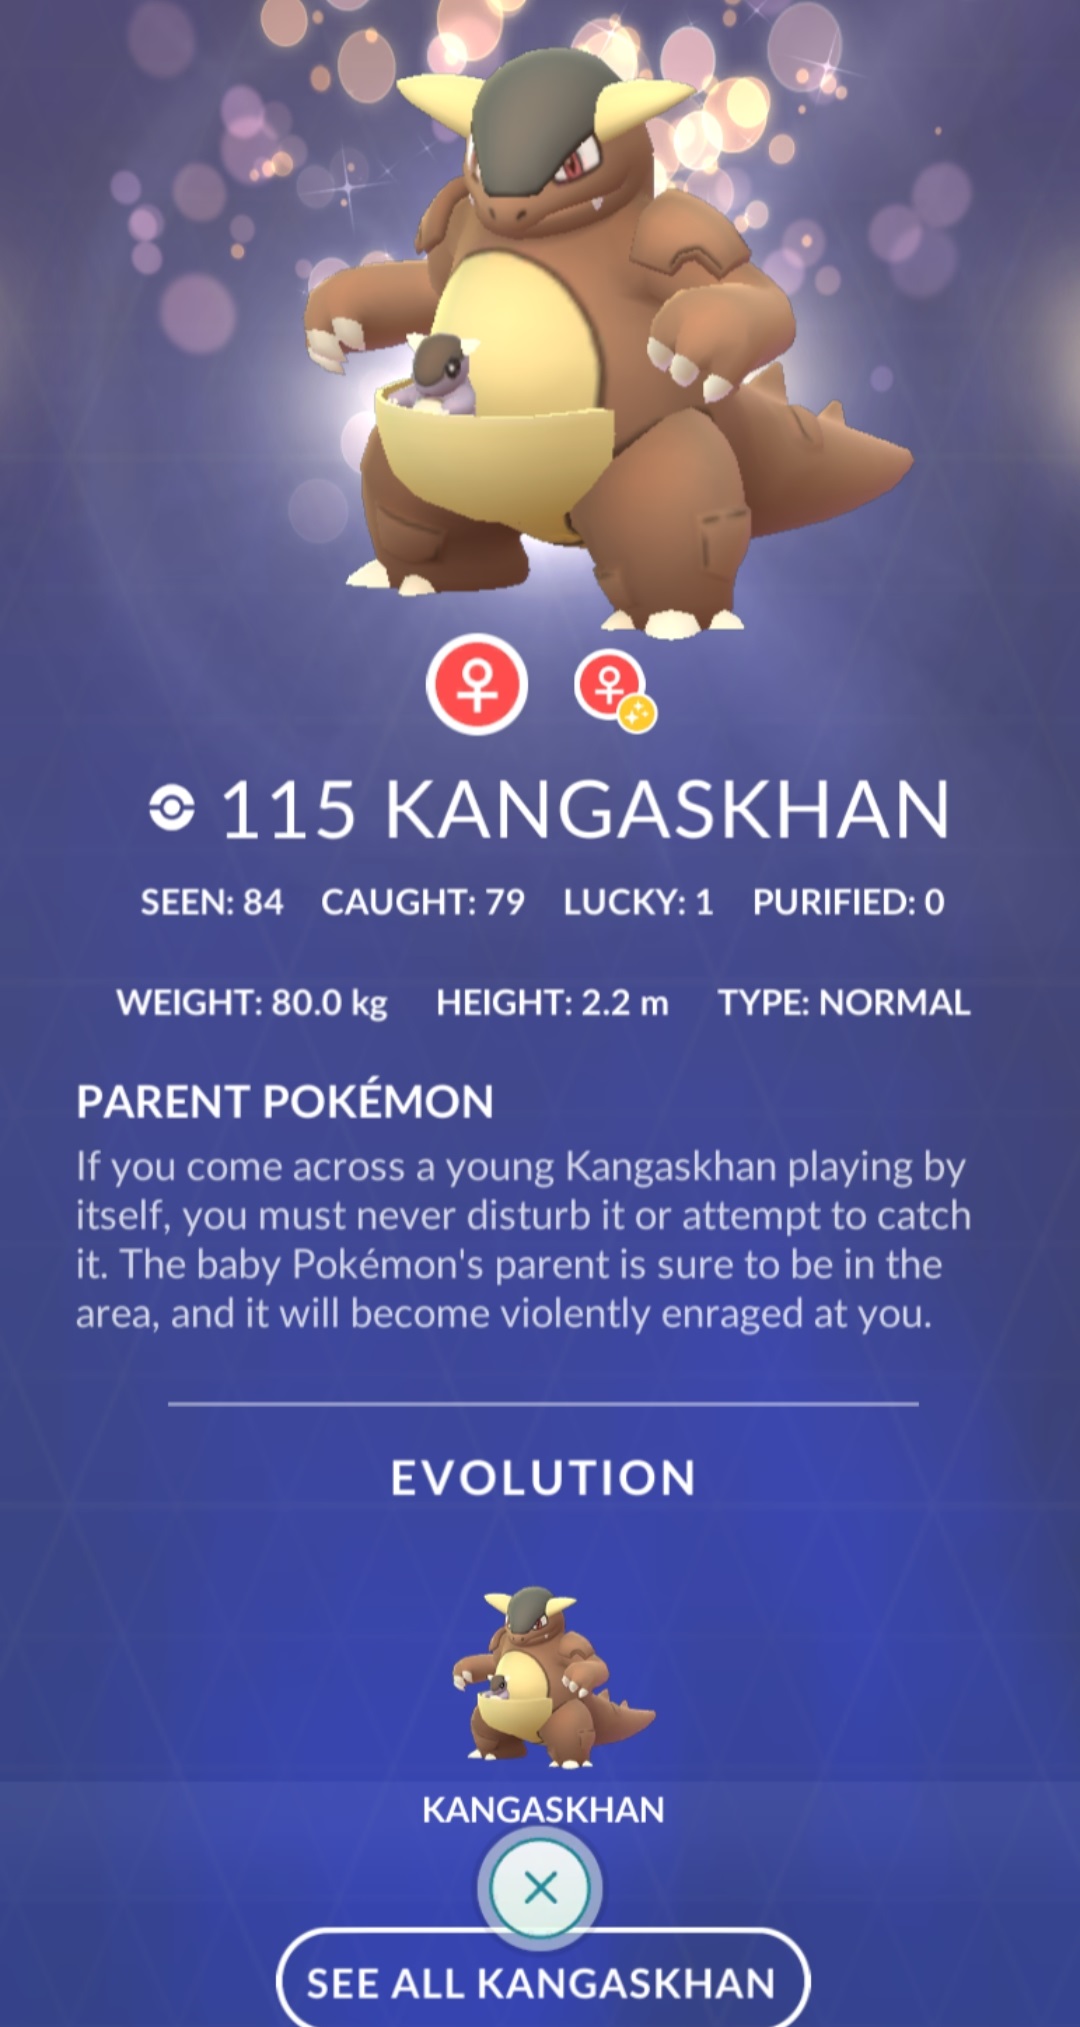 115 KANGASKHAN
SEEN: 84 CAUGHT: 79 LUCKY: 1 PURIFIED: 0
WEIGHT: 80.0 kg HEIGHT: 2.2 m TYPE: NORMAL
PARENT POKÉMON
If you come across a young Kangaskhan playing by
itself, you must never disturb it or attempt to catch
it. The baby Pokémon's parent is sure to be in the
area, and it will become violently enraged at you.
EVOLUTION
KANGASKHAN
SEE ALL KANGASKHAN